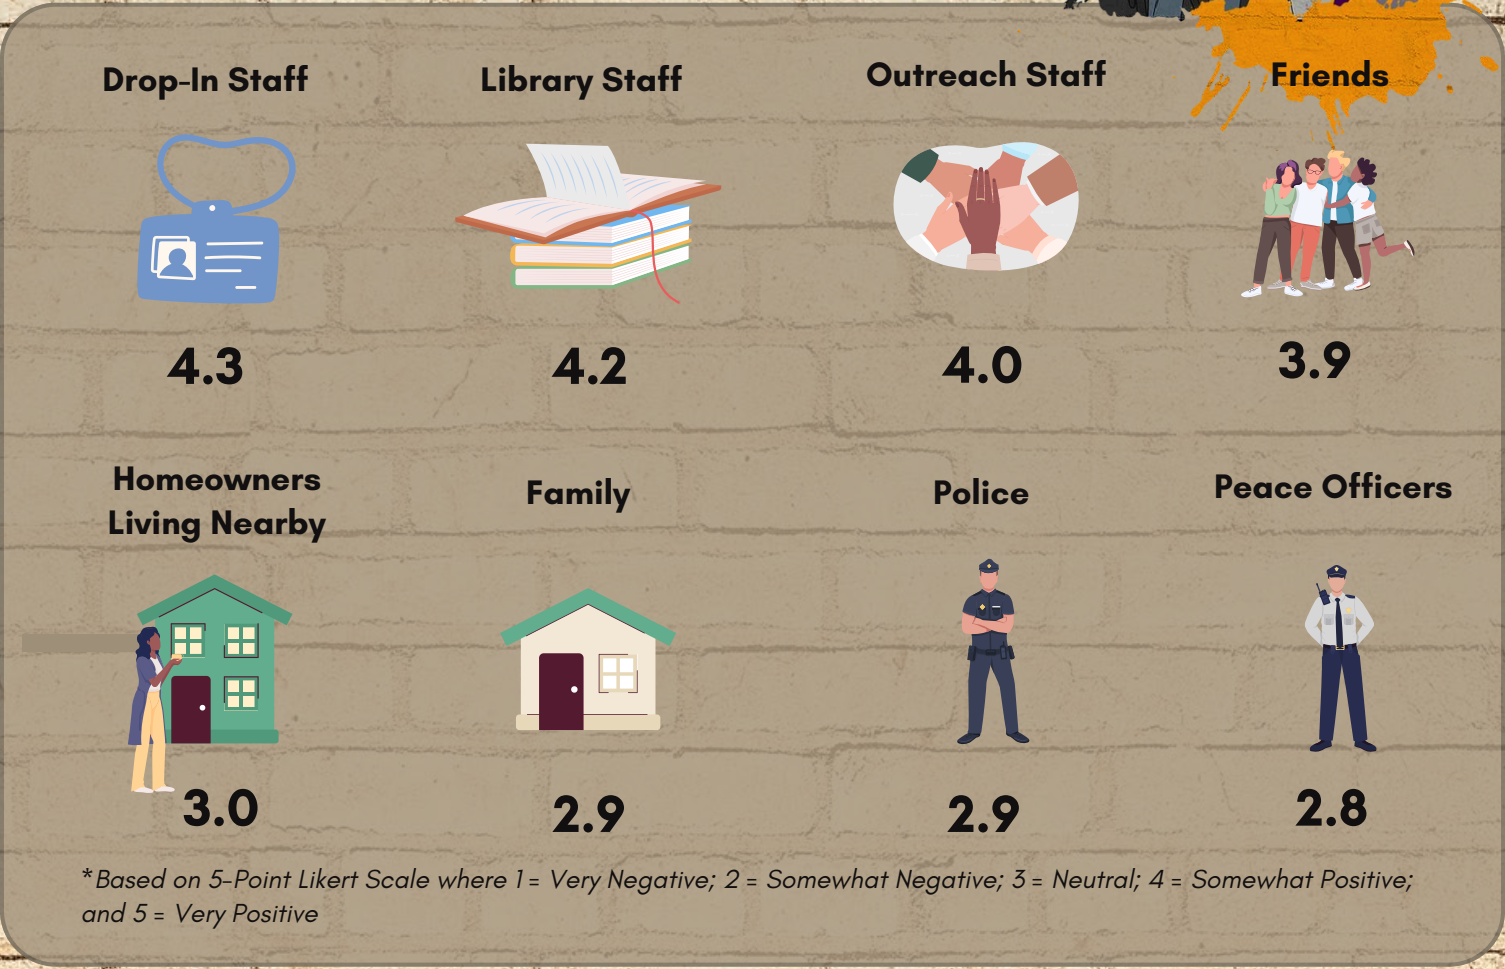 Drop-In Staff
Library Staff
Outreach Staff
Friends
4.3
4.2
4.0
3.9
Homeowners
Living Nearby
Family
Police
Peace Officers
3.0
2.9
2.9
2.8
*Based on 5-Point Likert Scale where 1 = Very Negative; 2 = Somewhat Negative; 3 = Neutral; 4 = Somewhat Positive;
and 5 = Very Positive